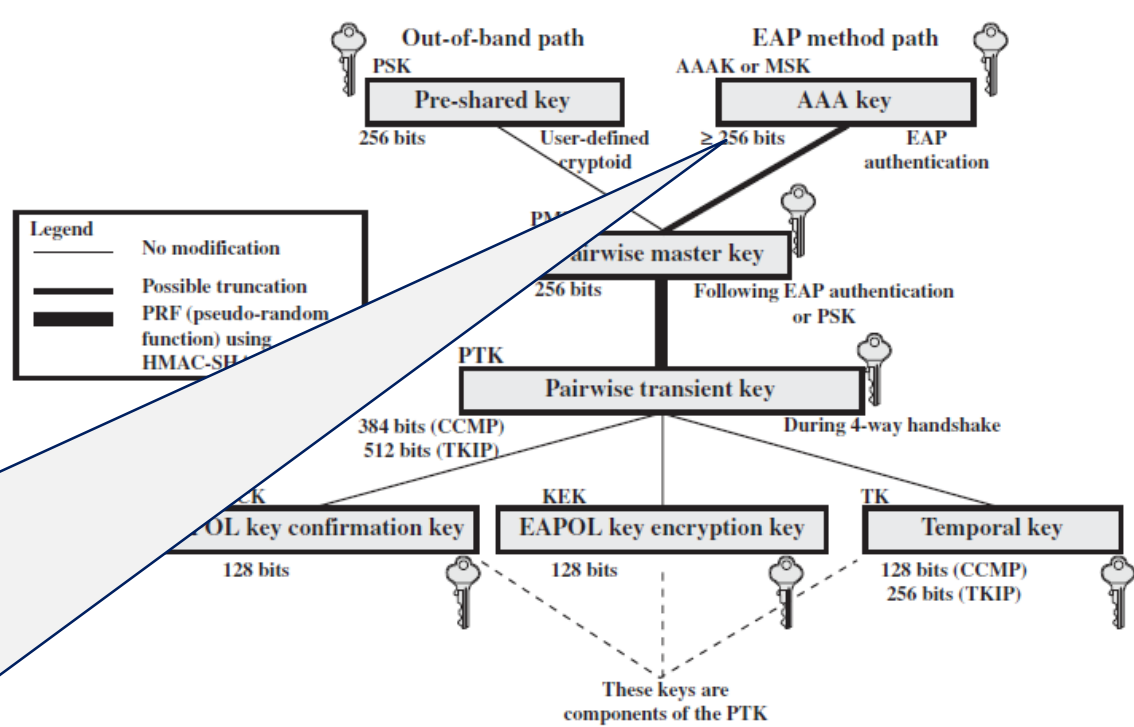 Out-of-band path
EAP method path
PSK
AAAK or MSK
Pre-shared key
AAA key
256 bits
User-defined
cryptoid
≥ 256 bits
EAP
authentication
Legend
No modification
Possible truncation
PRF (pseudo-random
function) using
master key
256 bits
Following EAP authentication
or PSK
PTK
Pairwise transient key
384 bits (CCMP)
512 bits (TKIP)
During 4-way handshake
KEK
TK
key confirmation key
EAPOL key encryption key
Temporal key
128 bits
128 bits
128 bits (CCMP)
256 bits (TKIP)
These keys are
components of the PTK